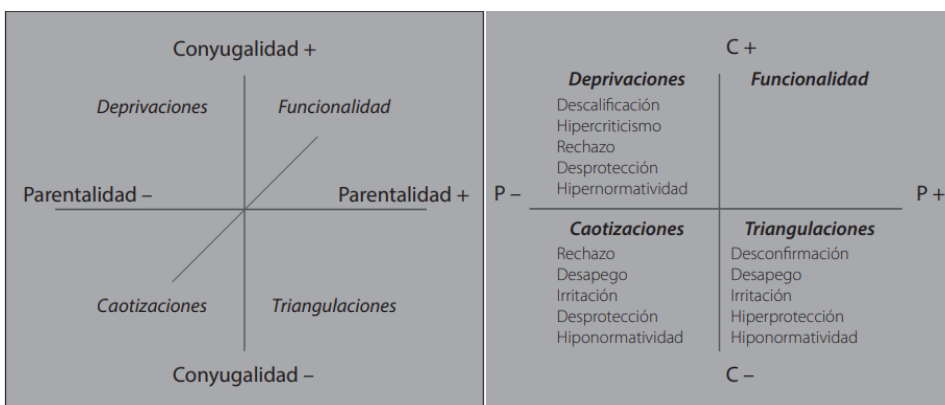 Conyugalidad +
Deprivaciones
Funcionalidad
Parentalidad –
Parentalidad +
Caotizaciones
Triangulaciones
Conyugalidad –
C +
Deprivaciones
Descalificación
Hipercriticismo
Rechazo
Desprotección
Hipernormatividad
Funcionalidad
P –
P +
Caotizaciones
Rechazo
Desapego
Irritación
Desprotección
Hiponormatividad
Triangulaciones
Desconfirmación
Desapego
Irritación
Hiperprotección
Hiponormatividad
C –